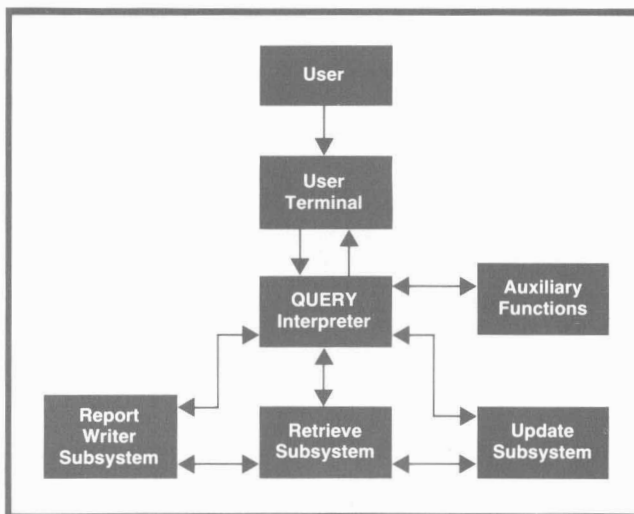 User
User
Terminal
QUERY
Interpreter
Auxiliary
Functions
Report
Writer
Subsystem
Retrieve
Subsystem
Update
Subsystem